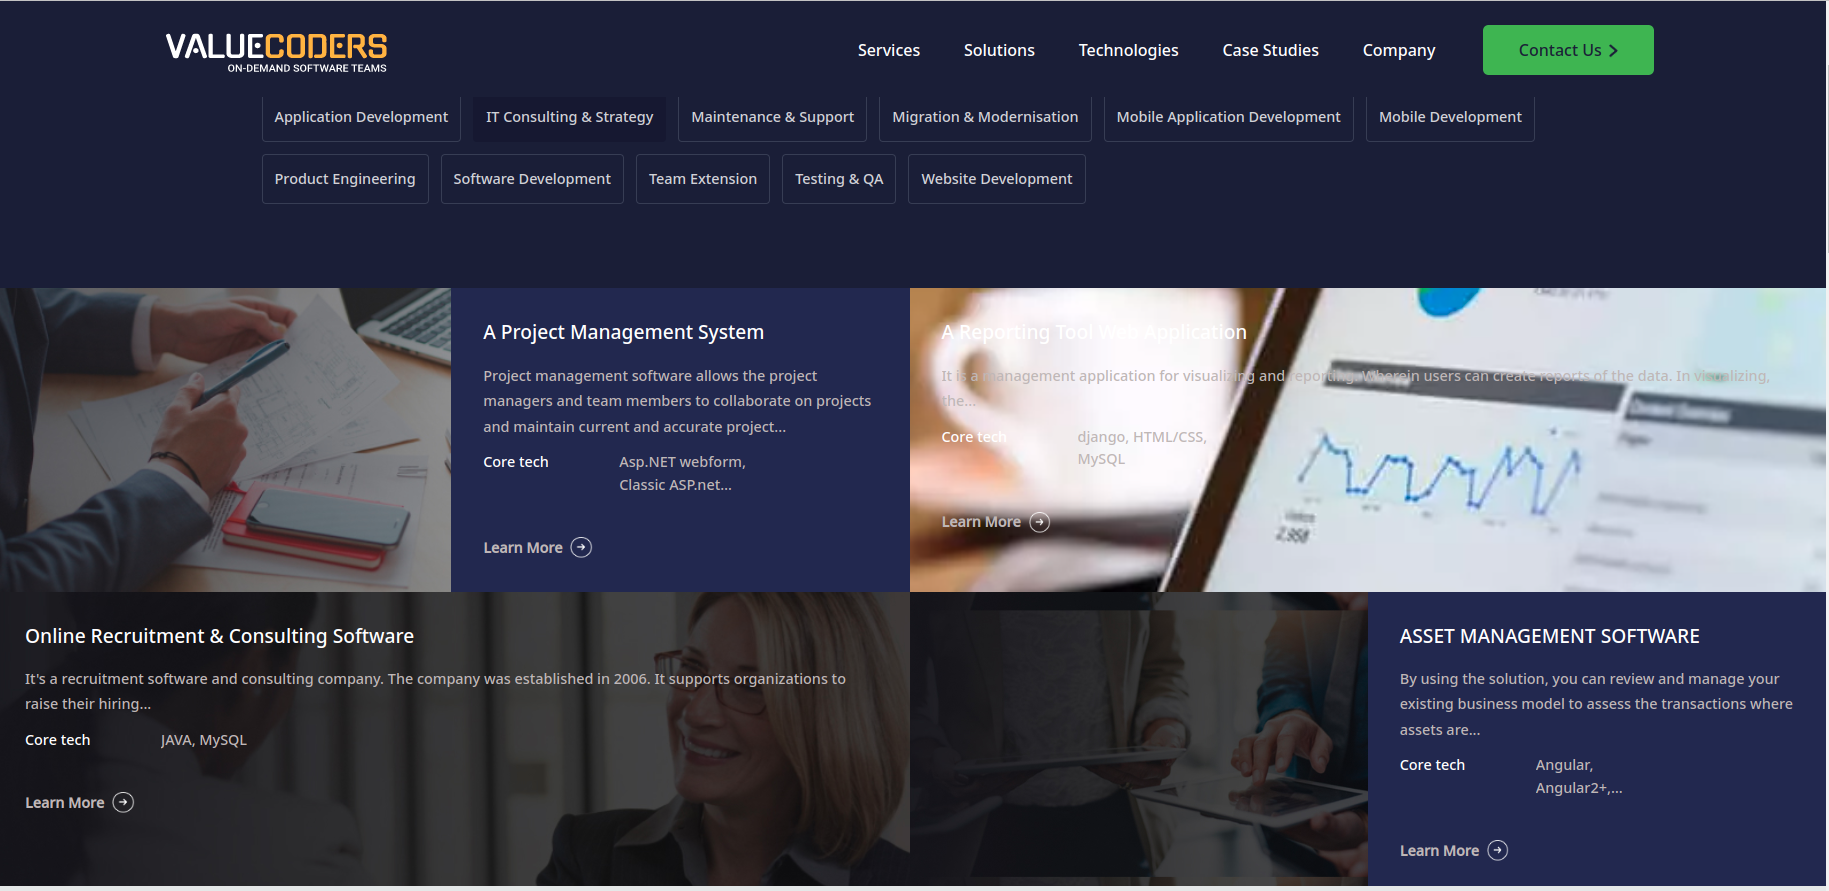 VALUECODERS
ON-DEMAND SOFTWARE TEAMS
Services
Solutions
Technologies
Case Studies
Company
Contact Us
Application Development
IT Consulting & Strategy
Maintenance & Support
Migration & Modernisation
Mobile Application Development
Mobile Development
Product Engineering
Software Development
Team Extension
Testing & QA
Website Development
A Project Management System
Project management software allows the project
managers and team members to collaborate on projects
and maintain current and accurate project...
Core tech
Asp.NET webform,
Classic ASP.net...
Learn More
A Reporting Tool Web Application
It is a management application for visualizing and reporting. Wherein users can create reports of the data. In visualizing,
the...
Core tech
django, HTML/CSS,
MySQL
Learn More
2,958
Online Recruitment & Consulting Software
It's a recruitment software and consulting company. The company was established in 2006. It supports organizations to
raise their hiring...
Core tech
JAVA, MySQL
Learn More
ASSET MANAGEMENT SOFTWARE
By using the solution, you can review and manage your
existing business model to assess the transactions where
assets are...
Core tech
Angular,
Angular2+,...
Learn More